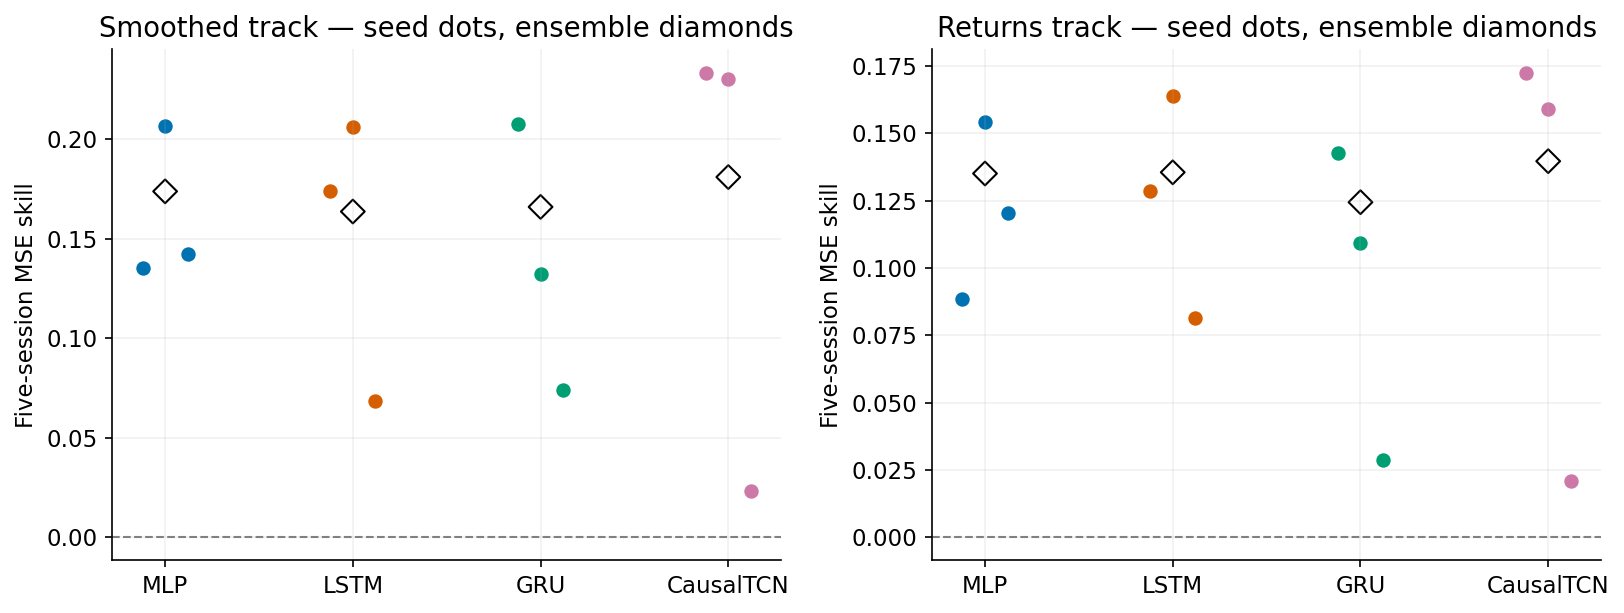 Smoothed track — seed dots, ensemble diamonds
Five-session MSE skill
0.20
0.15
0.10
0.05
0.00
MLP
LSTM
GRU
CausalTCN
Returns track — seed dots, ensemble diamonds
Five-session MSE skill
0.175
0.150
0.125
0.100
0.075
0.050
0.025
0.000
MLP
LSTM
GRU
CausalTCN